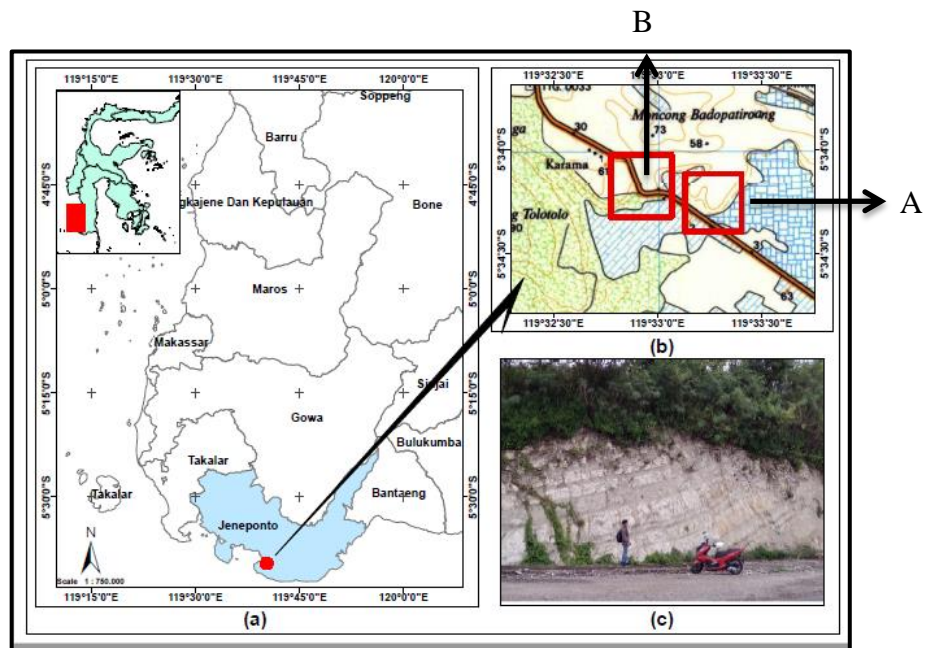 B
119°15'0"E 119°30'0"E 119°45'0"E 120°0'0"E
Soppeng
Barru
4°45'0"S
gkajene Dan Kepulauan
Bone
5°0'0"S
Maros
Makassar
5°15'0"S
Sinjai
Gowa
Bulukumba
Takalar
Takalar
Bantaeng
5°30'0"S
Jeneponto
N
Scale 1 : 750.000
119°15'0"E 119°30'0"E 119°45'0"E 120°0'0"E
(a)
4°45'0"S
5°0'0"S
5°15'0"S
5°30'0"S
119°32'30"E 119°33'0"E 119°33'30"E
TG. 0033
Moncong Badopatiroang
30
73
58
ga
Karama
61
5°34'0"S
A
g Tolotolo
90
5°34'30"S
31
63
5°34'0"S
5°34'30"S
119°32'30"E 119°33'0"E 119°33'30"E
(b)
(c)